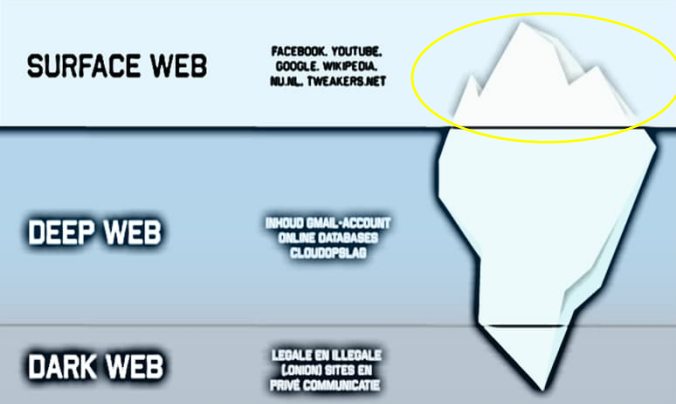 SURFACE WEB
FACEBOOK. YOUTUBE.
GOOGLE. WIKIPEDIA.
NU.NL. TWEAKERS.NET
DEEP WEB
INHOUD GMAIL-ACCOUNT
ONLINE DATABASES
CLOUDOPSLAG
DARK WEB
LEGALE EN ILLEGALE
(.ONION) SITES EN
PRIVÉ COMMUNICATIE